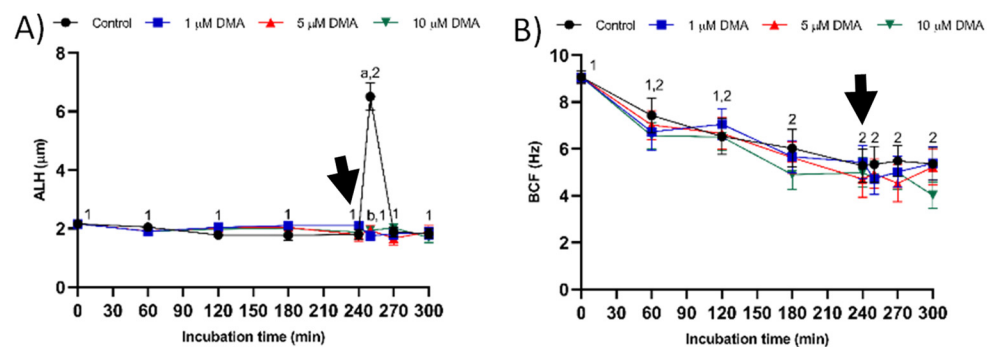 A)
Control 1 μM DMA 5 μM DMA 10 μM DMA
8
6
4
2
0
ALH (μm)
a,2
1 1 1 1 1 b,1 1 1
0 30 60 90 120 150 180 210 240 270 300
Incubation time (min)
B)
Control 1 μM DMA 5 μM DMA 10 μM DMA
10
8
6
4
2
0
BCF (Hz)
1 1,2 1,2 2 2 2 2 2
0 30 60 90 120 150 180 210 240 270 300
Incubation time (min)